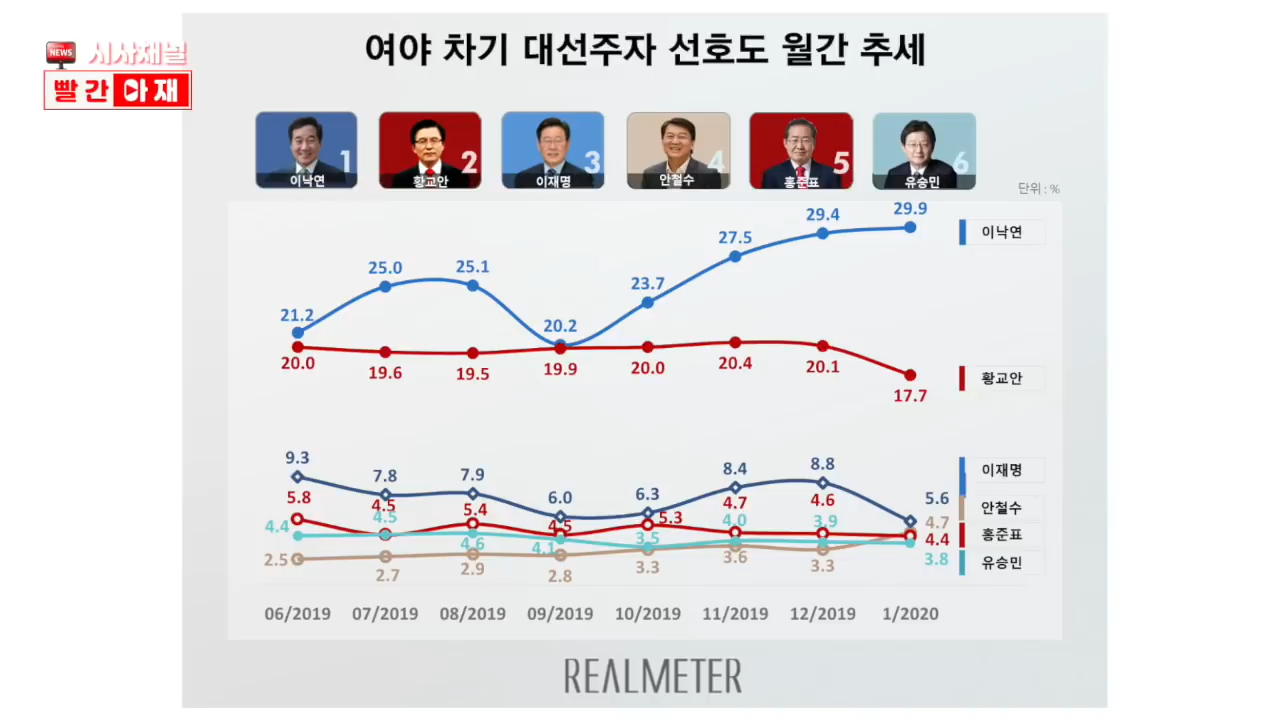 여야 차기 대선주자 선호도 월간 추세
NEWS 시사채널
빨간 아재
1 2 3 4 5 6
이낙연 황교안 이재명 안철수 홍준표 유승민
단위 : %
29.9
29.4
이낙연
27.5
25.0 25.1
23.7
21.2
20.2
20.0 19.6 19.5 19.9 20.0 20.4 20.1
황교안
17.7
9.3 7.8 7.9 6.0 6.3 8.4 8.8 5.6
이재명
5.8 4.5 5.4 4.5 5.3 4.7 4.6 4.4
안철수
4.4 4.5 4.6 4.1 3.5 4.0 3.9 3.8
홍준표
2.5 2.7 2.9 2.8 3.3 3.6 3.3 4.7
유승민
06/2019 07/2019 08/2019 09/2019 10/2019 11/2019 12/2019 1/2020
REALMETER